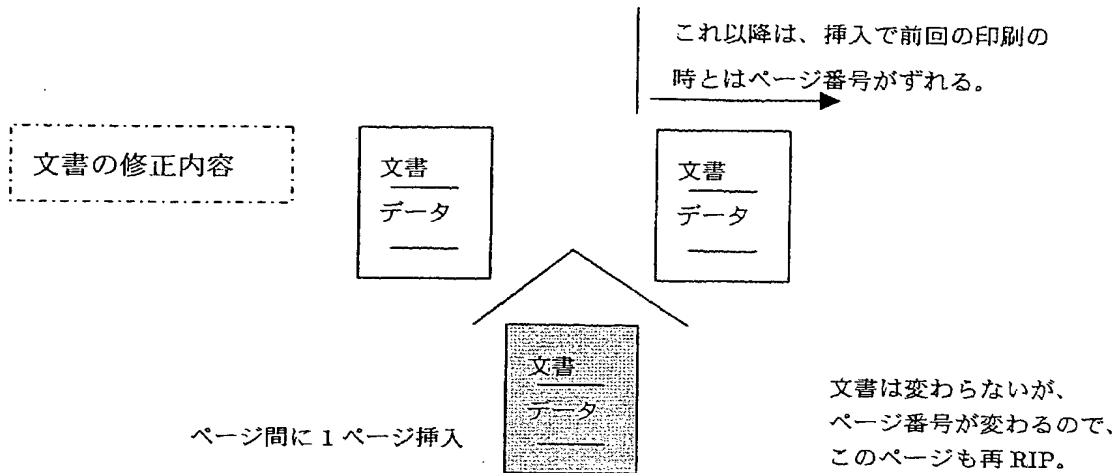 これ以降は、挿入で前回の印刷の
時とはページ番号がずれる。
文書の修正内容
文書
データ
文書
データ
文書
データ
ページ間に1ページ挿入
文書は変わらないが、
ページ番号が変わるので、
このページも再RIP。